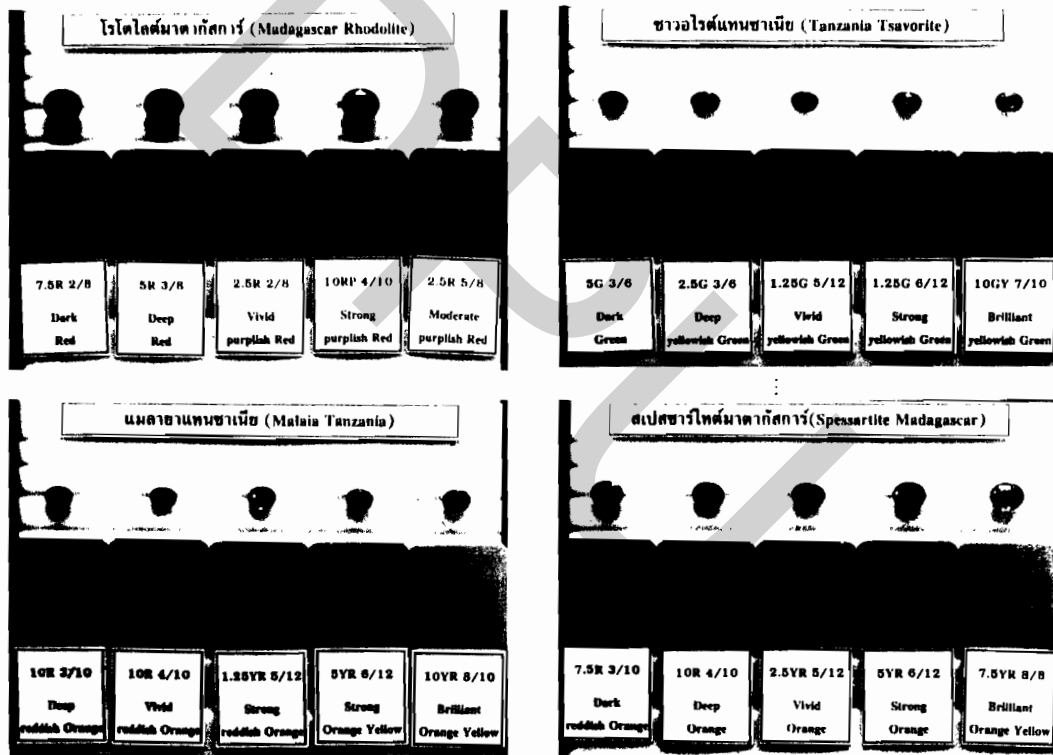 โรโดไลต์มาดากัสการ์ (Madagascar Rhodolite)
7.5R 2/8
Dark
Red
5R 3/8
Deep
Red
2.5R 2/8
Vivid
purplish Red
10RP 4/10
Strong
purplish Red
2.5R 5/8
Moderate
purplish Red
ซาวอไรต์แทนซาเนีย (Tanzania Tsavorite)
5G 3/6
Dark
Green
2.5G 3/6
Deep
yellowish Green
1.25G 5/12
Vivid
yellowish Green
1.25G 6/12
Strong
yellowish Green
10GY 7/10
Brilliant
yellowish Green
แมลายาแทนซาเนีย (Malaia Tanzania)
10R 3/10
Deep
reddish Orange
10R 4/10
Vivid
reddish Orange
1.25YR 5/12
Strong
reddish Orange
5YR 6/12
Strong
Orange Yellow
10YR 8/10
Brilliant
Orange Yellow
สเปสซาร์ไทต์มาดากัสการ์(Spessartite Madagascar)
7.5R 3/10
Dark
reddish Orange
10R 4/10
Deep
Orange
2.5YR 5/12
Vivid
Orange
5YR 6/12
Strong
Orange
7.5YR 8/8
Brilliant
Orange Yellow